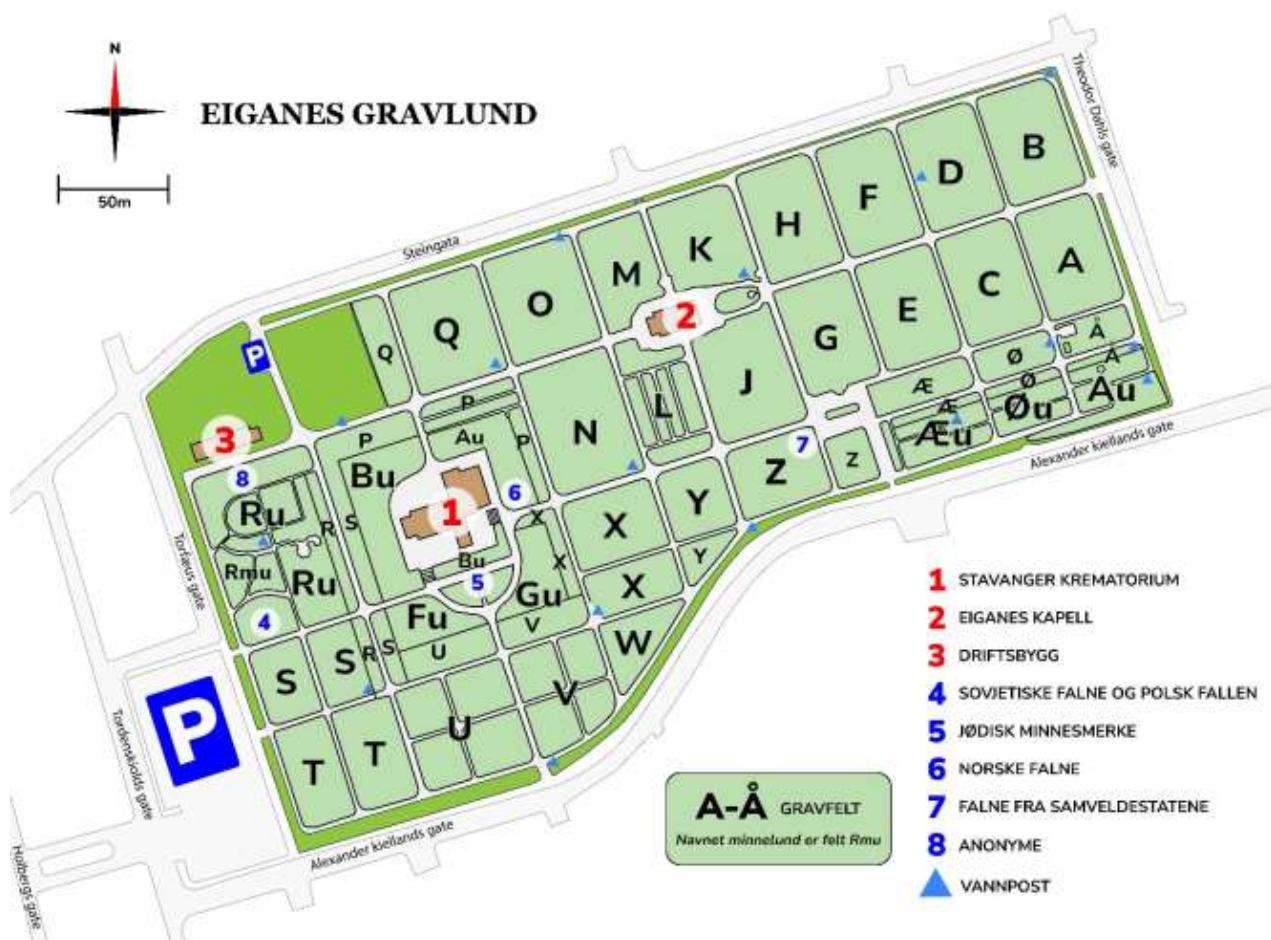 N
EIGANES GRAVLUND
50m
Theodor Dahls gate
Steingata
B
D
F
H
K
M
O
Q
Q
A
C
E
G
J
2
L
N
P
P
P
Au
Bu
1
6
3
8
Ru
R
S
Rmu
Ru
4
Bu
5
X
X
Gu
X
X
Y
Y
Z
7
Z
Æ
Æ
Æu
Ø
Ø
Øu
Å
Å
Åu
Alexander kiellands gate
Torfæus gate
Fu
U
V
W
S
S
R
S
T
T
U
V
P
P
Tordenskiolds gate
Holbergs gate
Alexander kiellands gate
A-Å GRAVFELT
Navnet minnelund er felt Rmu
1 STAVANGER KREMATORIUM
2 EIGANES KAPELL
3 DRIFTSBYGG
4 SOVJETISKE FALNE OG POLSK FALLEN
5 JØDISK MINNESMERKE
6 NORSKE FALNE
7 FALNE FRA SAMVELDESTATENE
8 ANONYME
VANNPOST